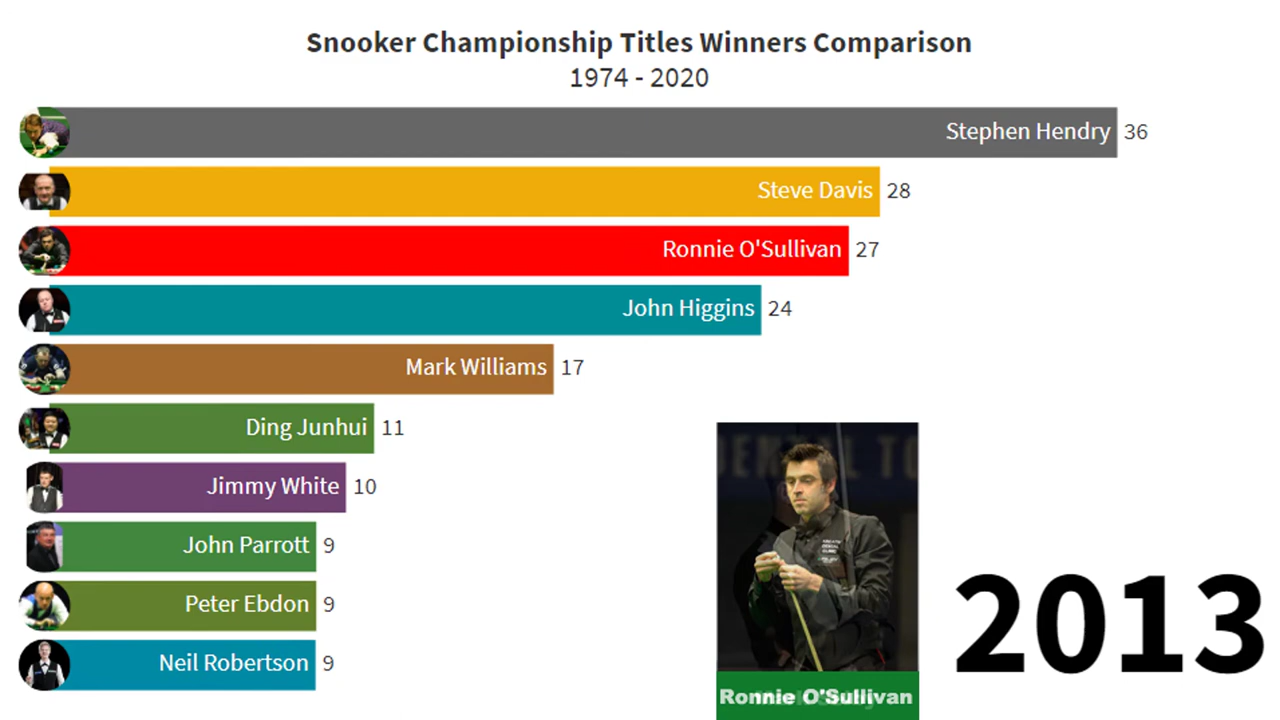 Snooker Championship Titles Winners Comparison
1974 - 2020
Stephen Hendry 36
Steve Davis 28
Ronnie O'Sullivan 27
John Higgins 24
Mark Williams 17
Ding Junhui 11
Jimmy White 10
John Parrott 9
Peter Ebdon 9
Neil Robertson 9
Ronnie O'Sullivan
2013